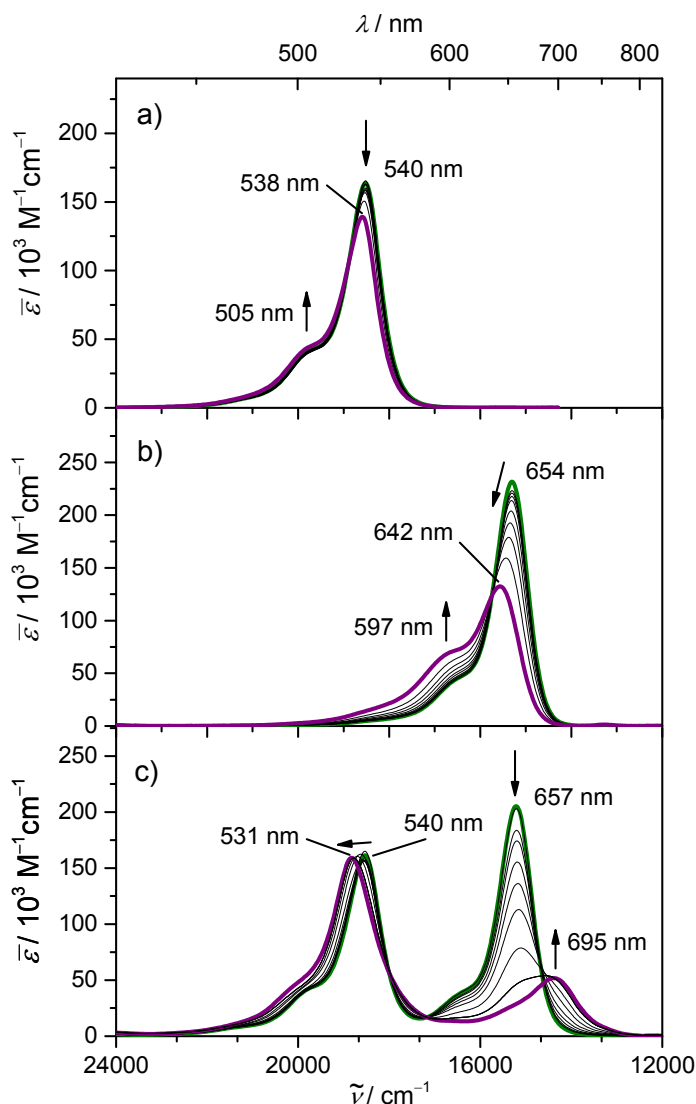 λ / nm
500 600 700 800
a)
200
150
100
50
0
ε̅ / 10³ M⁻¹cm⁻¹
538 nm
540 nm
505 nm
b)
250
200
150
100
50
0
ε̅ / 10³ M⁻¹cm⁻¹
654 nm
642 nm
597 nm
c)
250
200
150
100
50
0
ε̅ / 10³ M⁻¹cm⁻¹
657 nm
531 nm
540 nm
695 nm
24000 20000 16000 12000
ν̃ / cm⁻¹